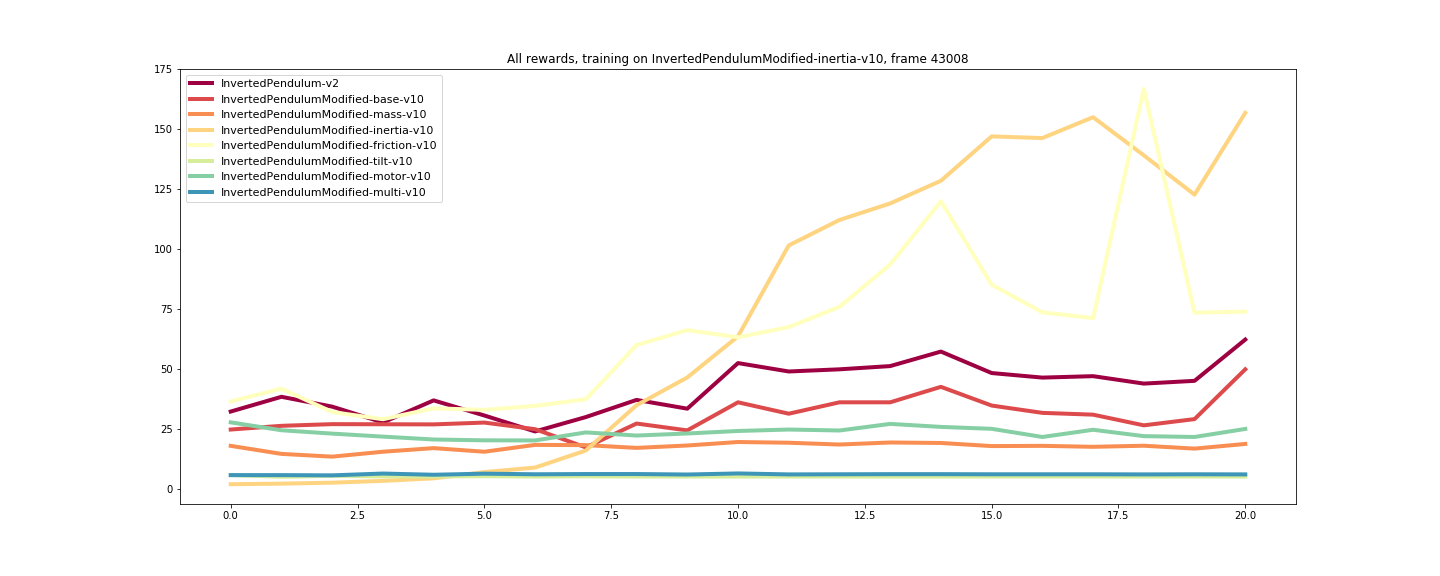 All rewards, training on InvertedPendulumModified-inertia-v10, frame 43008
175
150
125
100
75
50
25
0
InvertedPendulum-v2
InvertedPendulumModified-base-v10
InvertedPendulumModified-mass-v10
InvertedPendulumModified-inertia-v10
InvertedPendulumModified-friction-v10
InvertedPendulumModified-tilt-v10
InvertedPendulumModified-motor-v10
InvertedPendulumModified-multi-v10
0.0 2.5 5.0 7.5 10.0 12.5 15.0 17.5 20.0